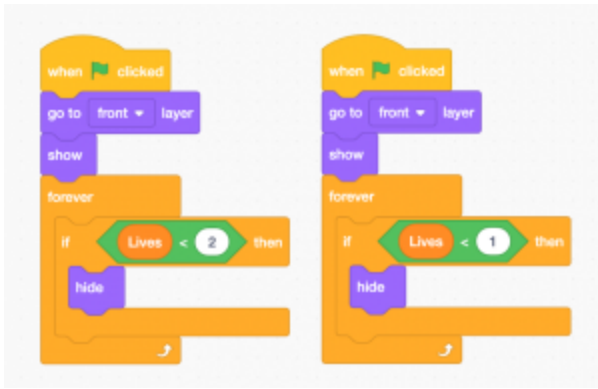 when clicked
go to front layer
show
forever
if Lives < 2 then
hide
when clicked
go to front layer
show
forever
if Lives < 1 then
hide